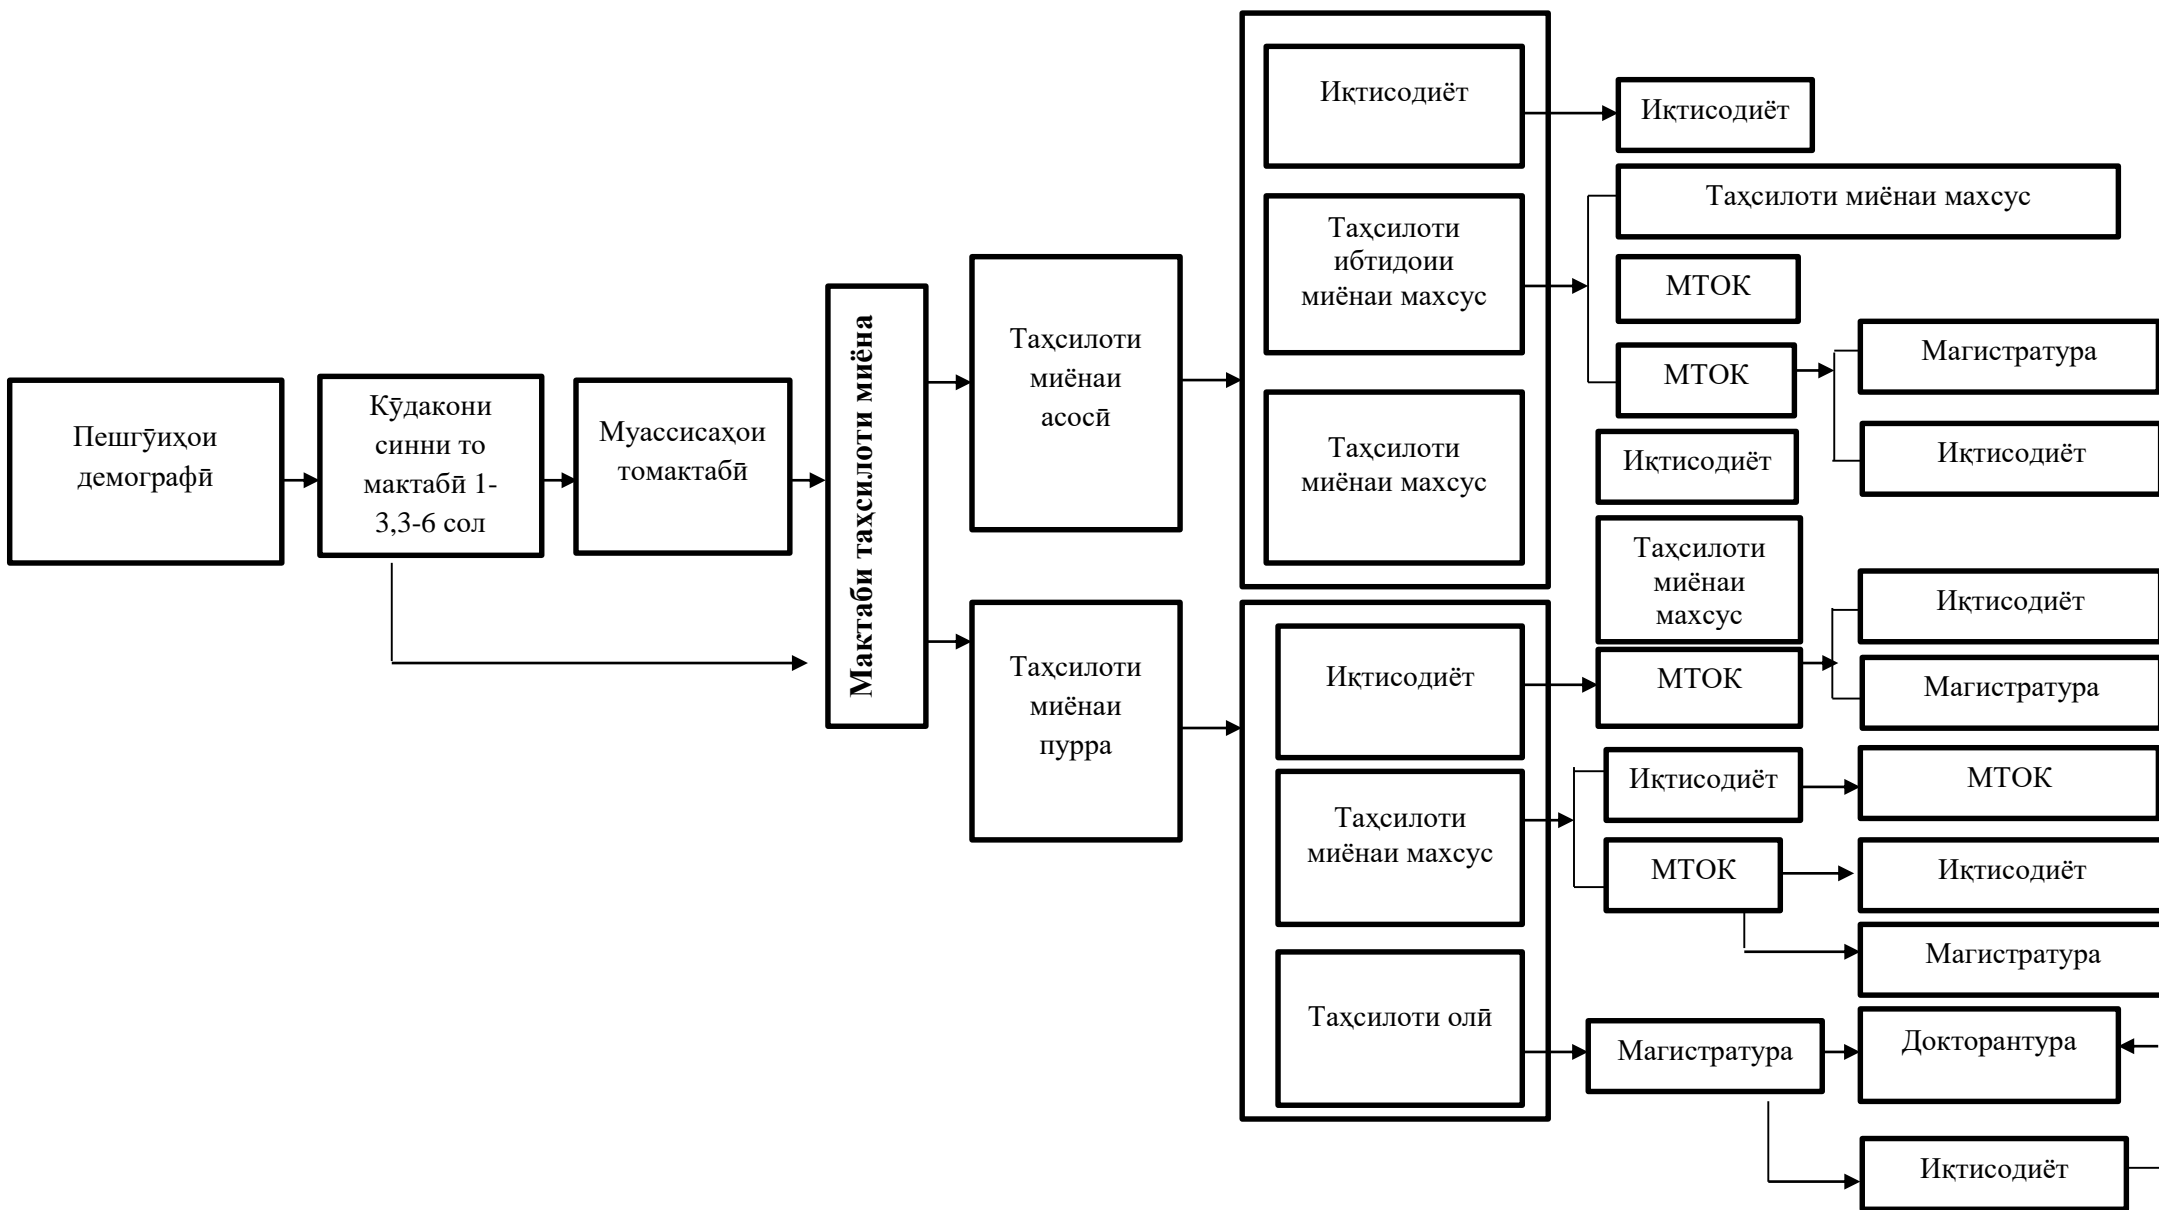 Пешгӯиҳои
демографӣ
Кӯдакони
синни то
мактабӣ 1-
3,3-6 сол
Муассисаҳои
томактабӣ
Мактаби таҳсилоти миёна
Таҳсилоти
миёнаи
асосӣ
Таҳсилоти
миёнаи
пурра
Иқтисодиёт
Таҳсилоти
ибтидоии
миёнаи махсус
Таҳсилоти
миёнаи махсус
Иқтисодиёт
Таҳсилоти
миёнаи махсус
Таҳсилоти олӣ
Иқтисодиёт
Таҳсилоти миёнаи махсус
МТОК
МТОК
Иқтисодиёт
Таҳсилоти
миёнаи
махсус
МТОК
Иқтисодиёт
МТОК
Магистратура
Магистратура
Иқтисодиёт
Иқтисодиёт
Магистратура
МТОК
Иқтисодиёт
Магистратура
Докторантура
Иқтисодиёт